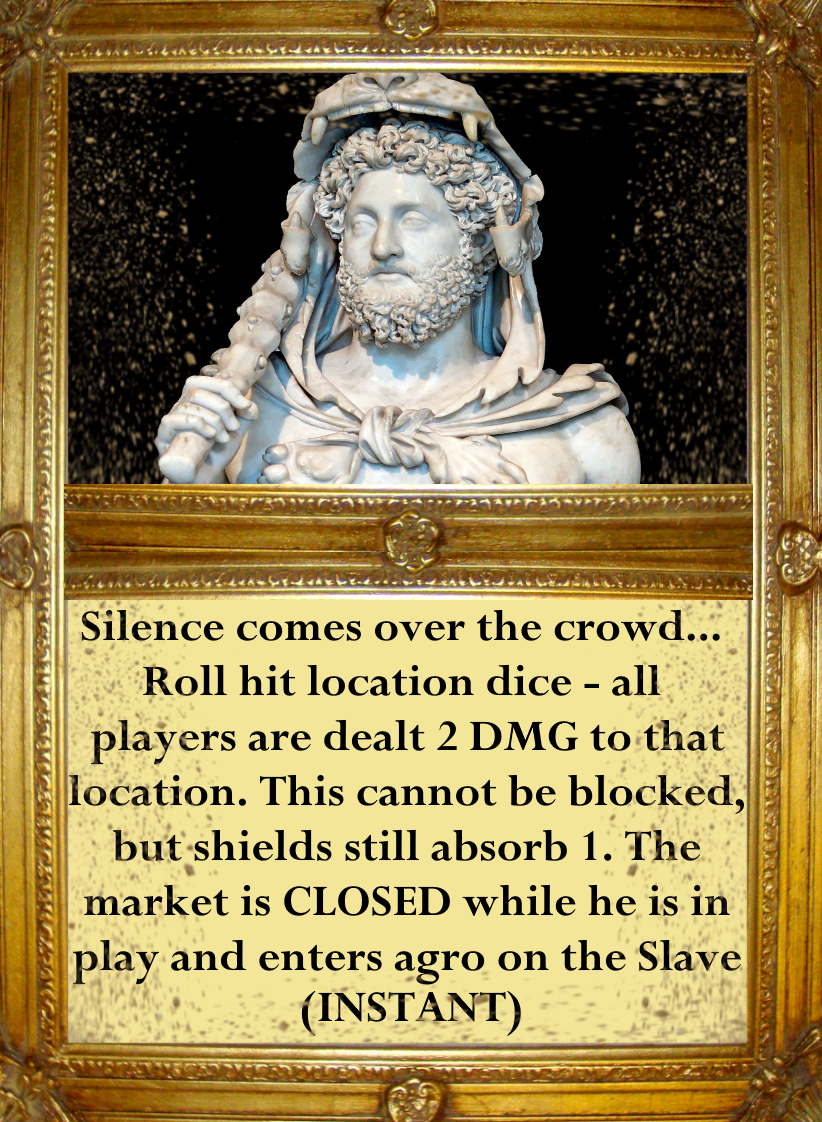 Silence comes over the crowd...
Roll hit location dice - all
players are dealt 2 DMG to that
location. This cannot be blocked,
but shields still absorb 1. The
market is CLOSED while he is in
play and enters agro on the Slave
(INSTANT)